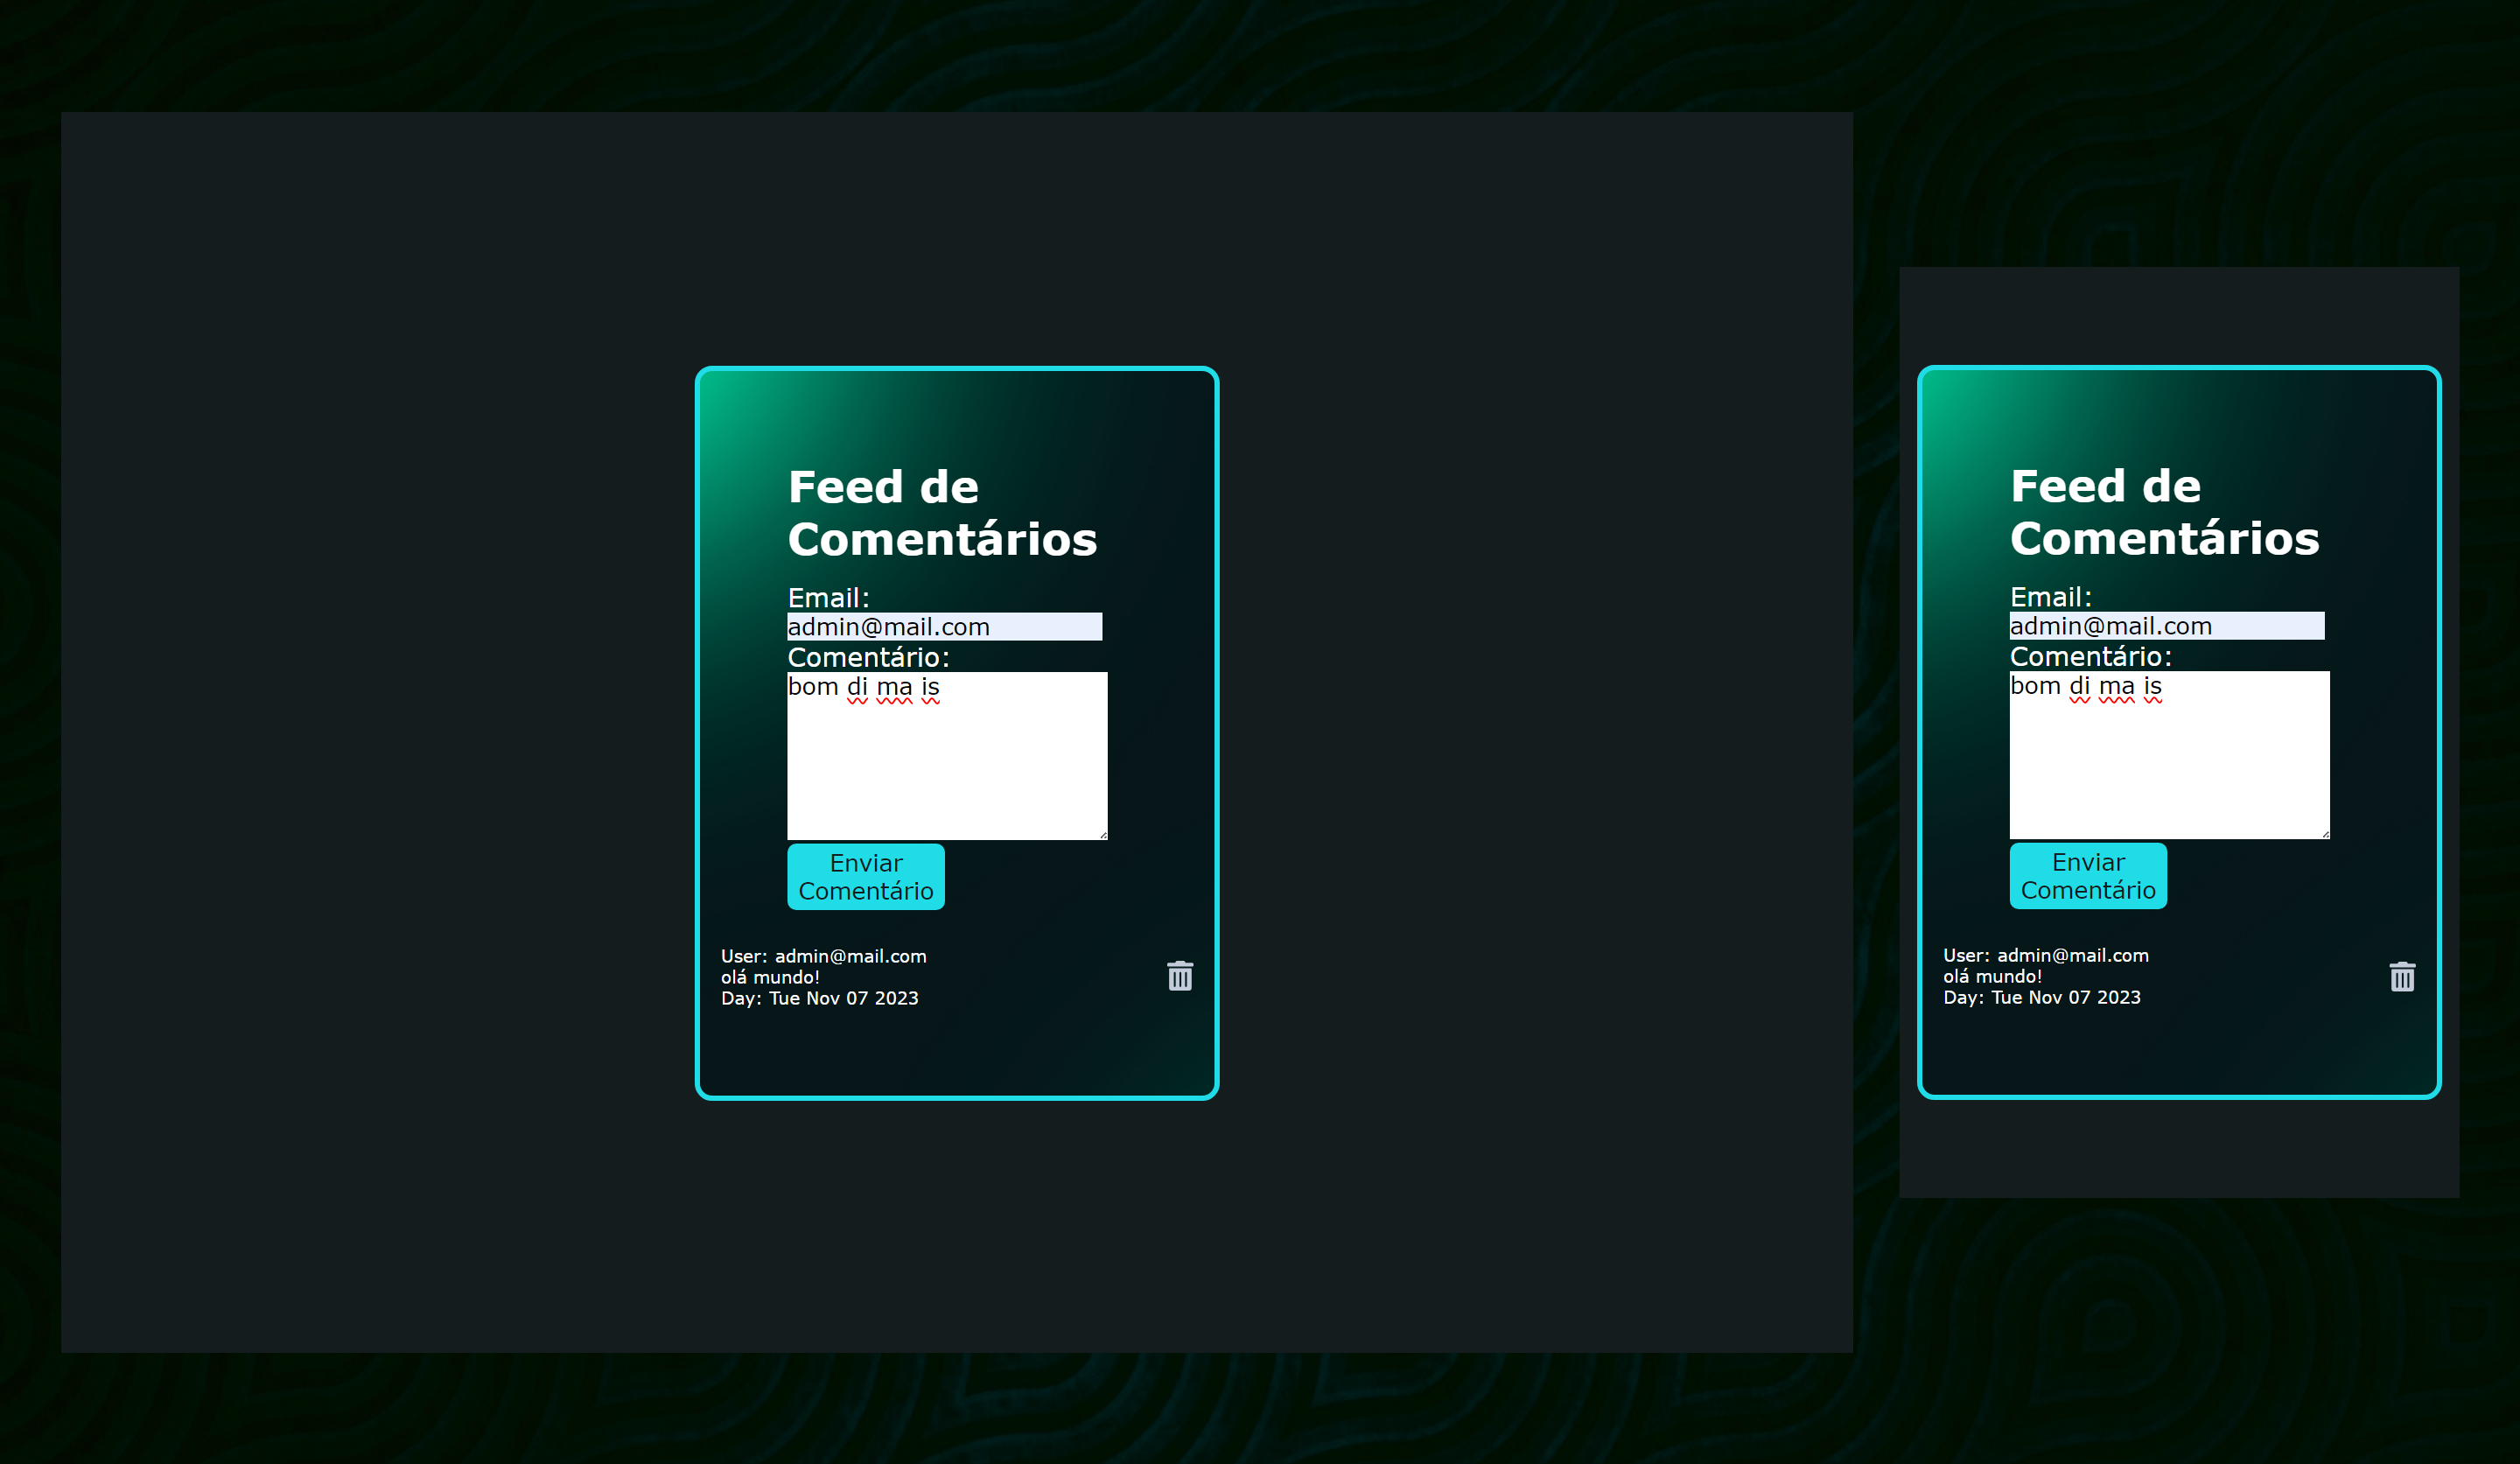 Feed de
Comentários
Email:
admin@mail.com
Comentário:
bom di ma is
Enviar
Comentário
User: admin@mail.com
olá mundo!
Day: Tue Nov 07 2023
Feed de
Comentários
Email:
admin@mail.com
Comentário:
bom di ma is
Enviar
Comentário
User: admin@mail.com
olá mundo!
Day: Tue Nov 07 2023